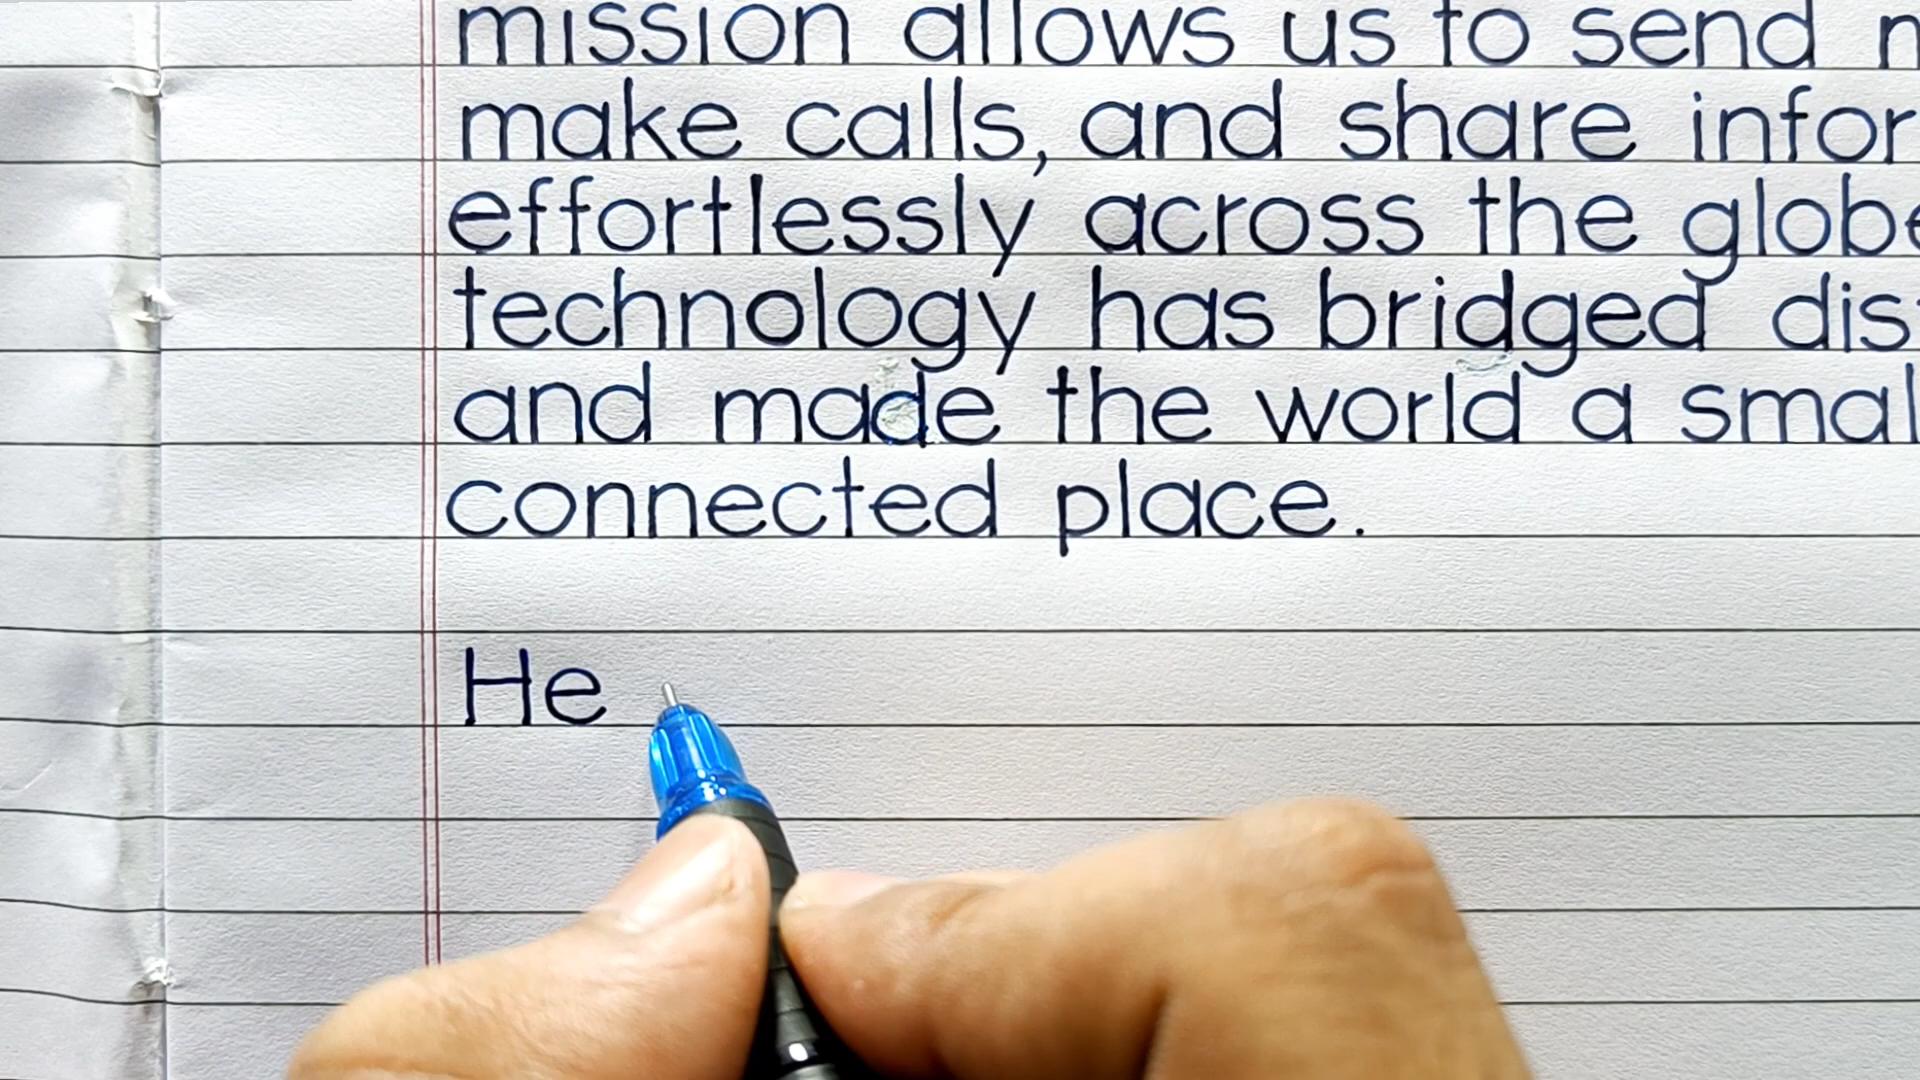 mission allows us to send
make calls, and share infor
effortlessly across the globe
technology has bridged dis
and made the world a smal
connected place.
He